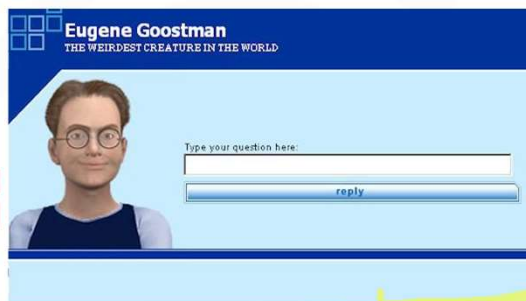 Eugene Goostman
THE WEIRDEST CREATURE IN THE WORLD
Type your question here:
reply